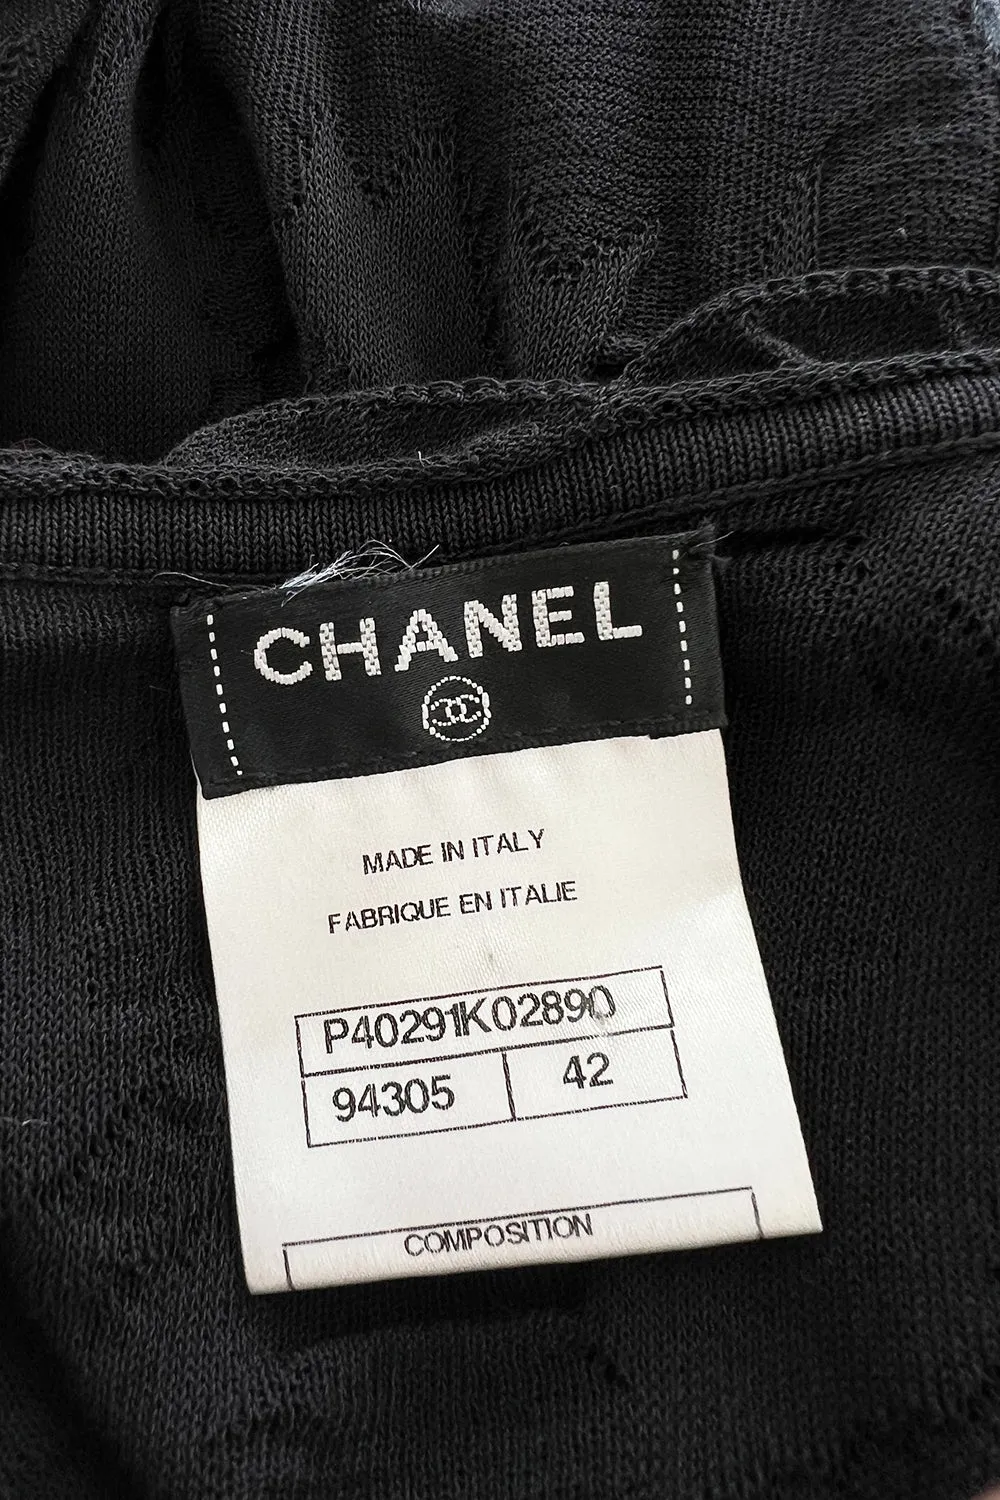 CHANEL
MADE IN ITALY
FABRIQUE EN ITALIE
P40291K02890
94305 42
COMPOSITION